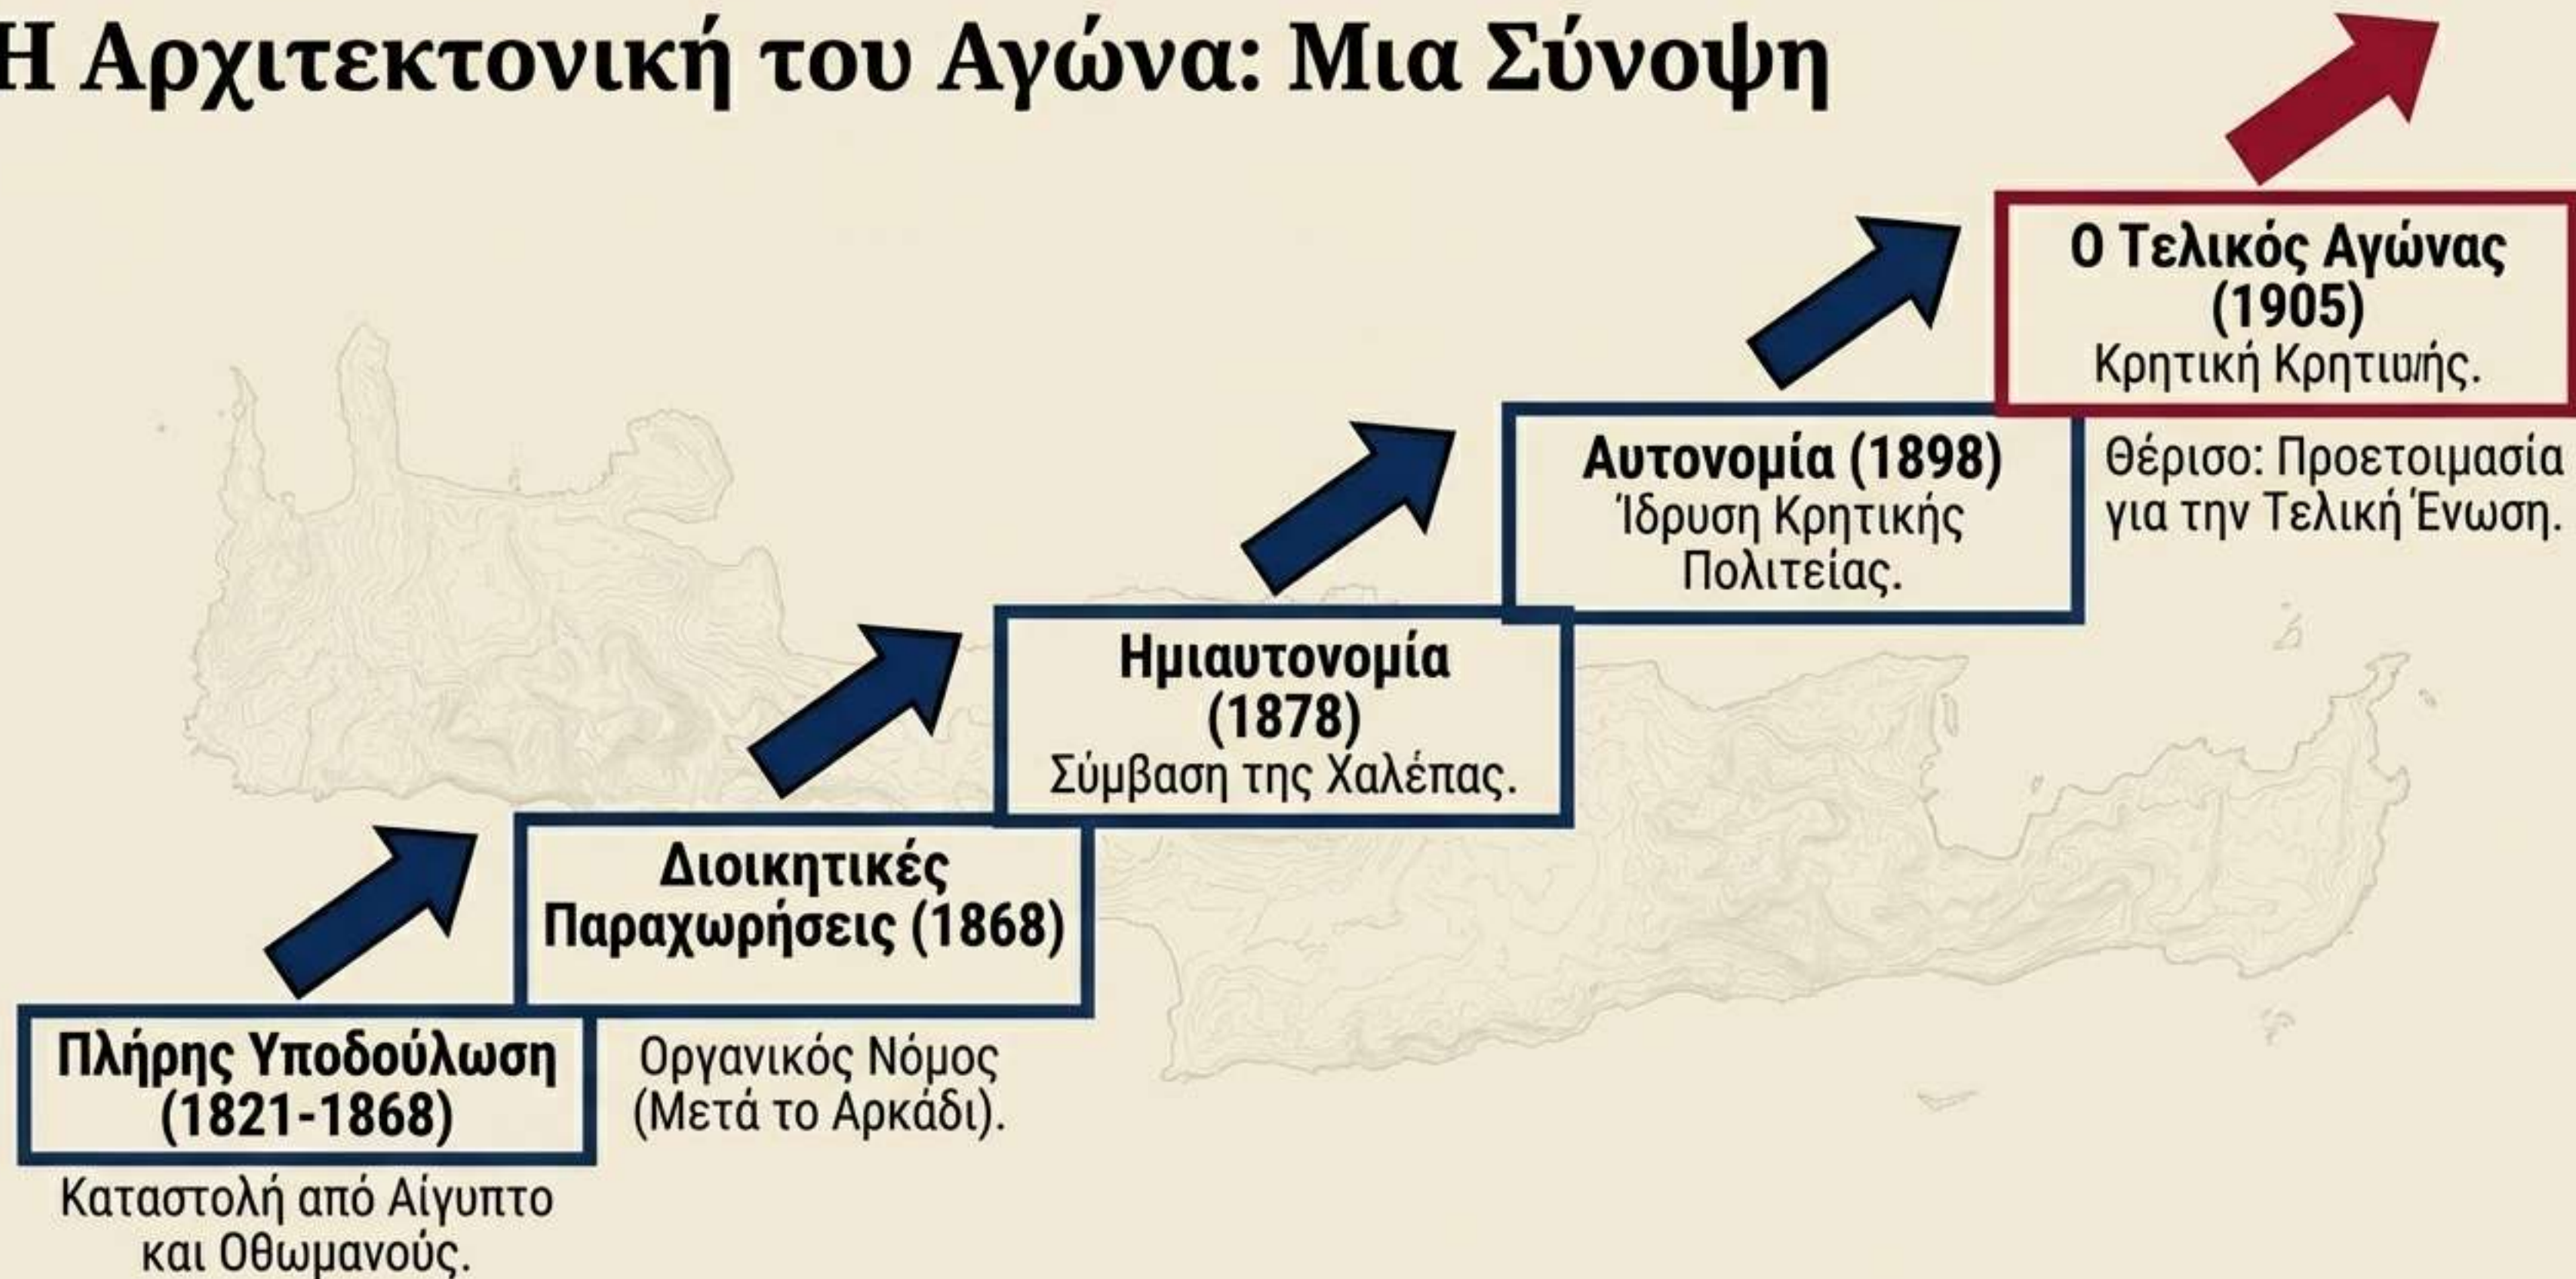 Η Αρχιτεκτονική του Αγώνα: Μια Σύνοψη
Πλήρης Υποδούλωση
(1821-1868)
Καταστολή από Αίγυπτο
και Οθωμανούς.
Διοικητικές
Παραχωρήσεις (1868)
Οργανικός Νόμος
(Μετά το Αρκάδι).
Ημιαυτονομία
(1878)
Σύμβαση της Χαλέπας.
Αυτονομία (1898)
Ίδρυση Κρητικής
Πολιτείας.
Ο Τελικός Αγώνας
(1905)
Κρητική
Θέρισο: Προετοιμασία
για την Τελική Ένωση.